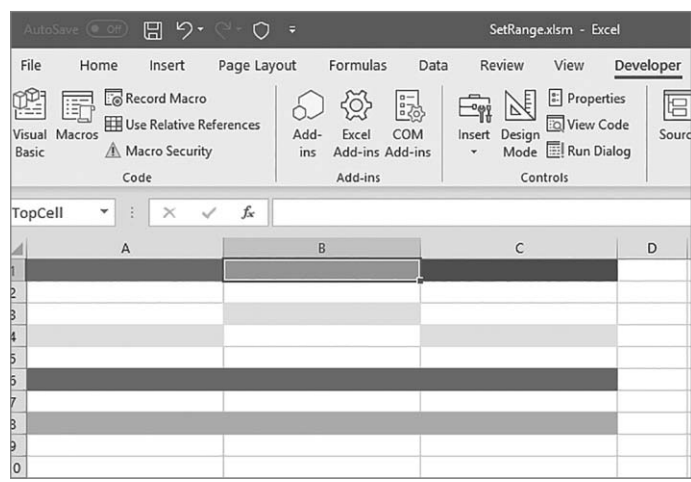 AutoSave Off SetRange.xlsm - Excel
File Home Insert Page Layout Formulas Data Review View Developer
Visual Basic
Macros
Record Macro
Use Relative References
Macro Security
Code
Add-ins
Excel Add-ins
COM Add-ins
Add-ins
Insert
Design Mode
Properties
View Code
Run Dialog
Controls
Sourc
TopCell fx
A B C D
1
2
3
4
5
6
7
8
9
0